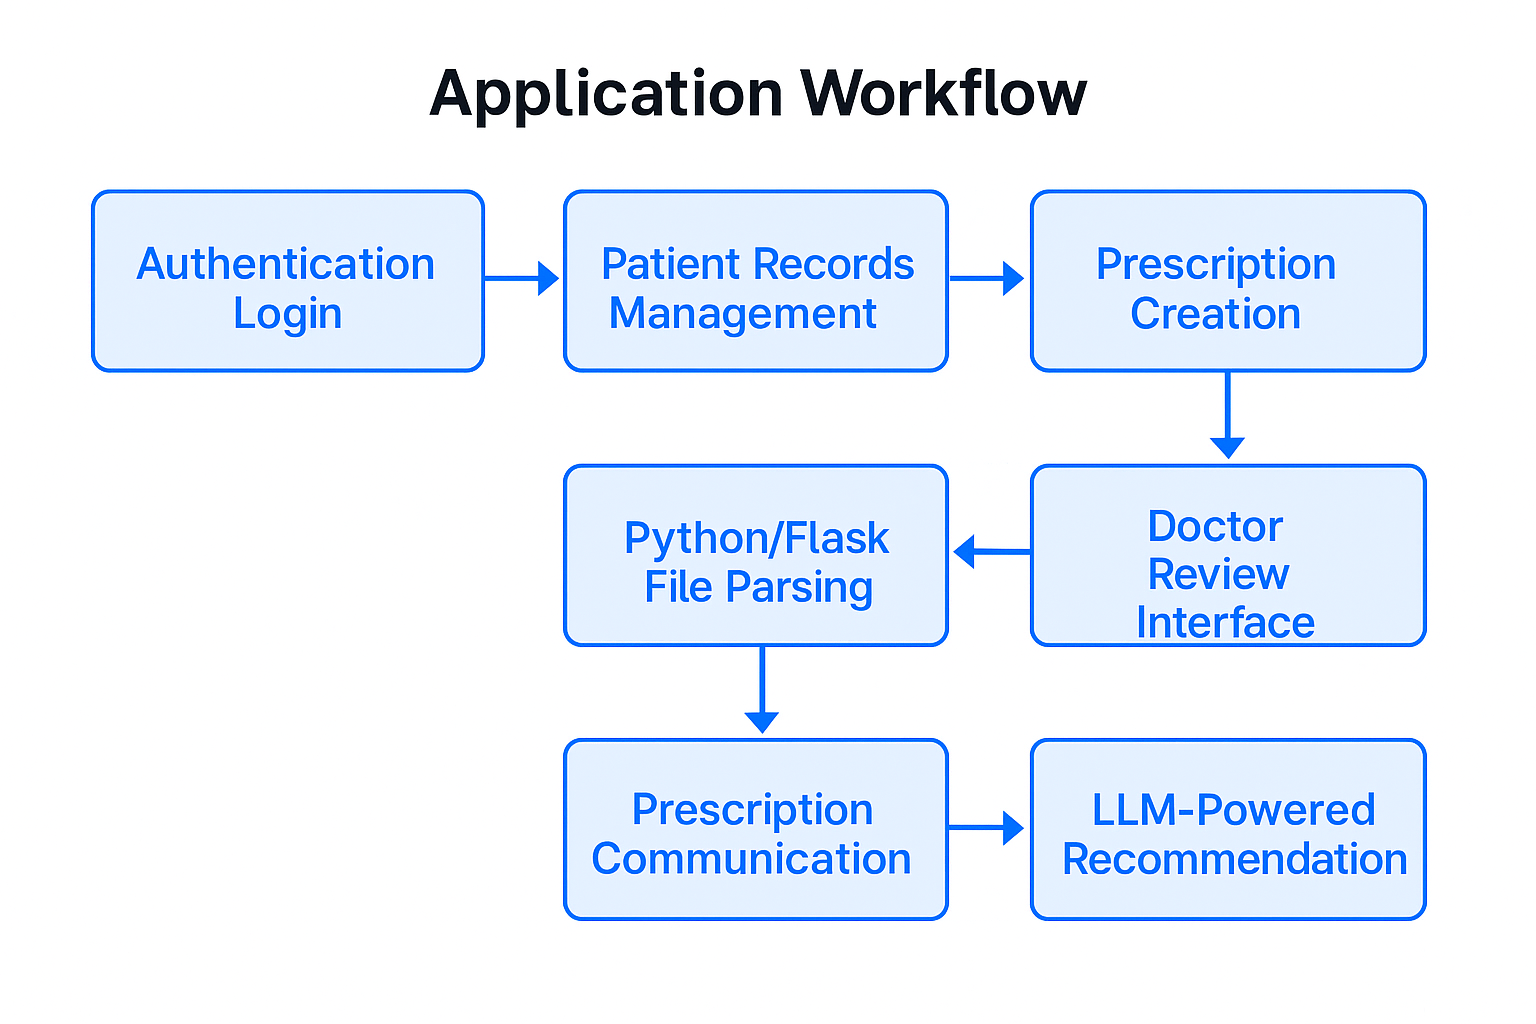 Application Workflow
Authentication
Login
Patient Records
Management
Prescription
Creation
Doctor
Review
Interface
Python/Flask
File Parsing
Prescription
Communication
LLM-Powered
Recommendation